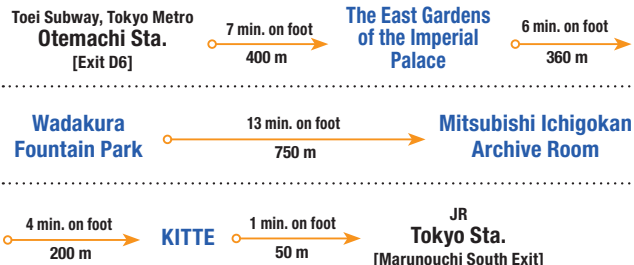 Toei Subway, Tokyo Metro
Otemachi Sta.
[Exit D6]
7 min. on foot
400 m
The East Gardens
of the Imperial
Palace
6 min. on foot
360 m
Wadakura
Fountain Park
13 min. on foot
750 m
Mitsubishi Ichigokan
Archive Room
4 min. on foot
200 m
KITTE
1 min. on foot
50 m
JR
Tokyo Sta.
[Marunouchi South Exit]